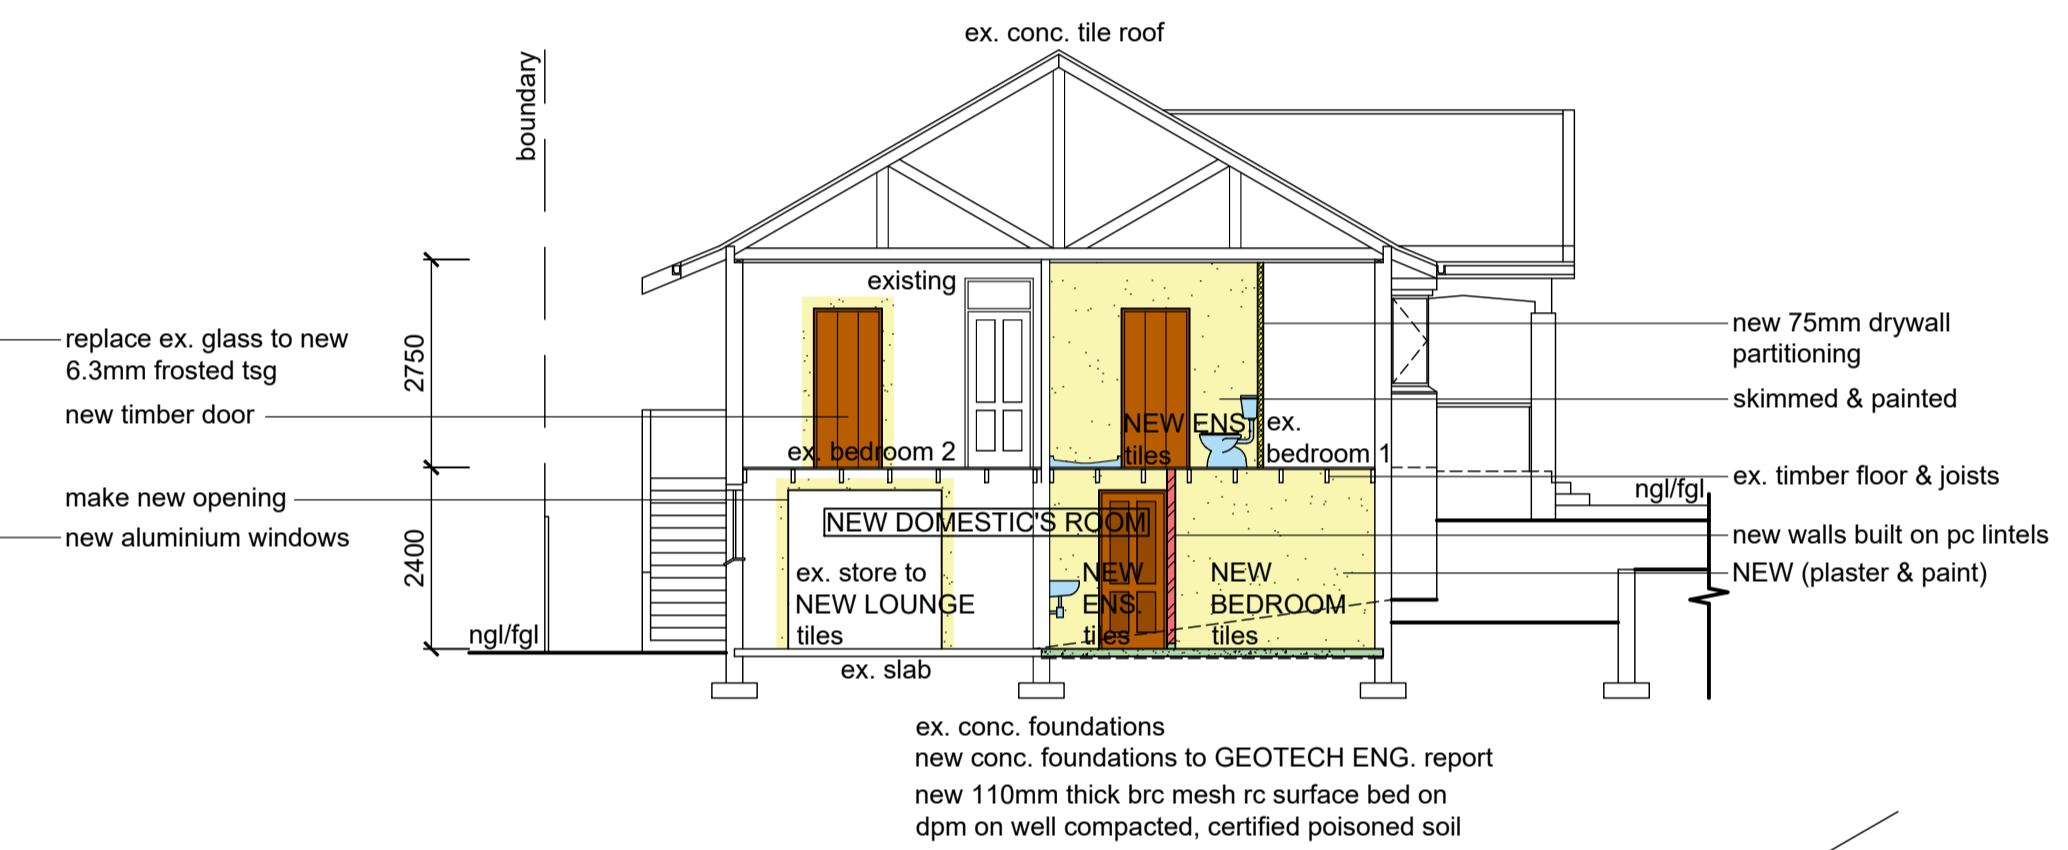 ex. conc. tile roof
boundary
existing
replace ex. glass to new
6.3mm frosted tsg
new timber door
make new opening
new aluminium windows
2750
2400
ex. bedroom 2
NEW ENS.
tiles
ex.
bedroom 1
NEW DOMESTIC'S ROOM
ex. store to
NEW LOUNGE
tiles
NEW
ENS.
tiles
NEW
BEDROOM
tiles
ngl/fgl
ngl/fgl
ex. slab
new 75mm drywall
partitioning
skimmed & painted
ex. timber floor & joists
new walls built on pc lintels
NEW (plaster & paint)
ex. conc. foundations
new conc. foundations to GEOTECH ENG. report
new 110mm thick brc mesh rc surface bed on
dpm on well compacted, certified poisoned soil